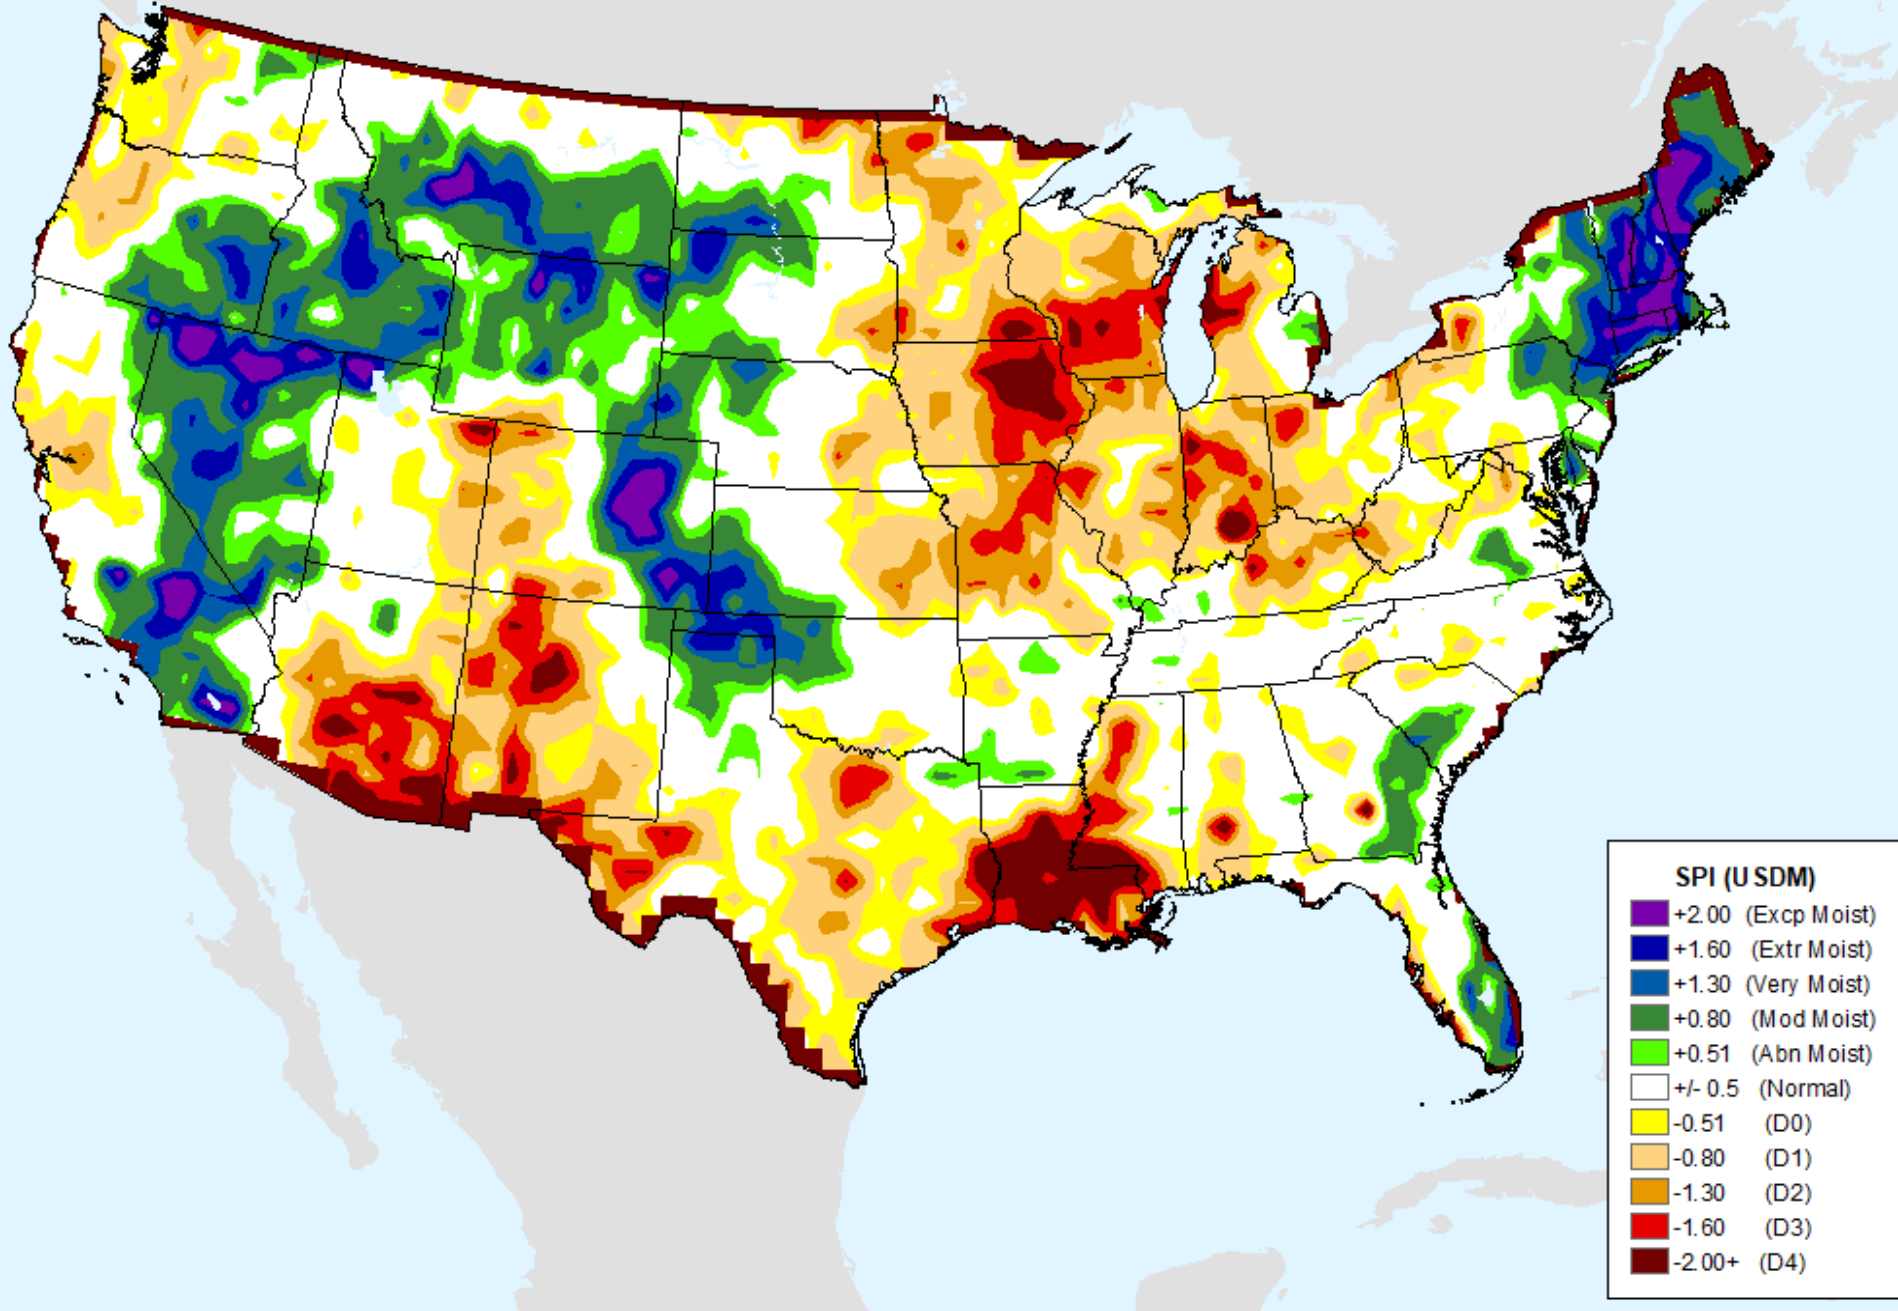 SPI (USDM)
+2.00 (Excp Moist)
+1.60 (Extr Moist)
+1.30 (Very Moist)
+0.80 (Mod Moist)
+0.51 (Abn Moist)
+/- 0.5 (Normal)
-0.51 (D0)
-0.80 (D1)
-1.30 (D2)
-1.60 (D3)
-2.00+ (D4)